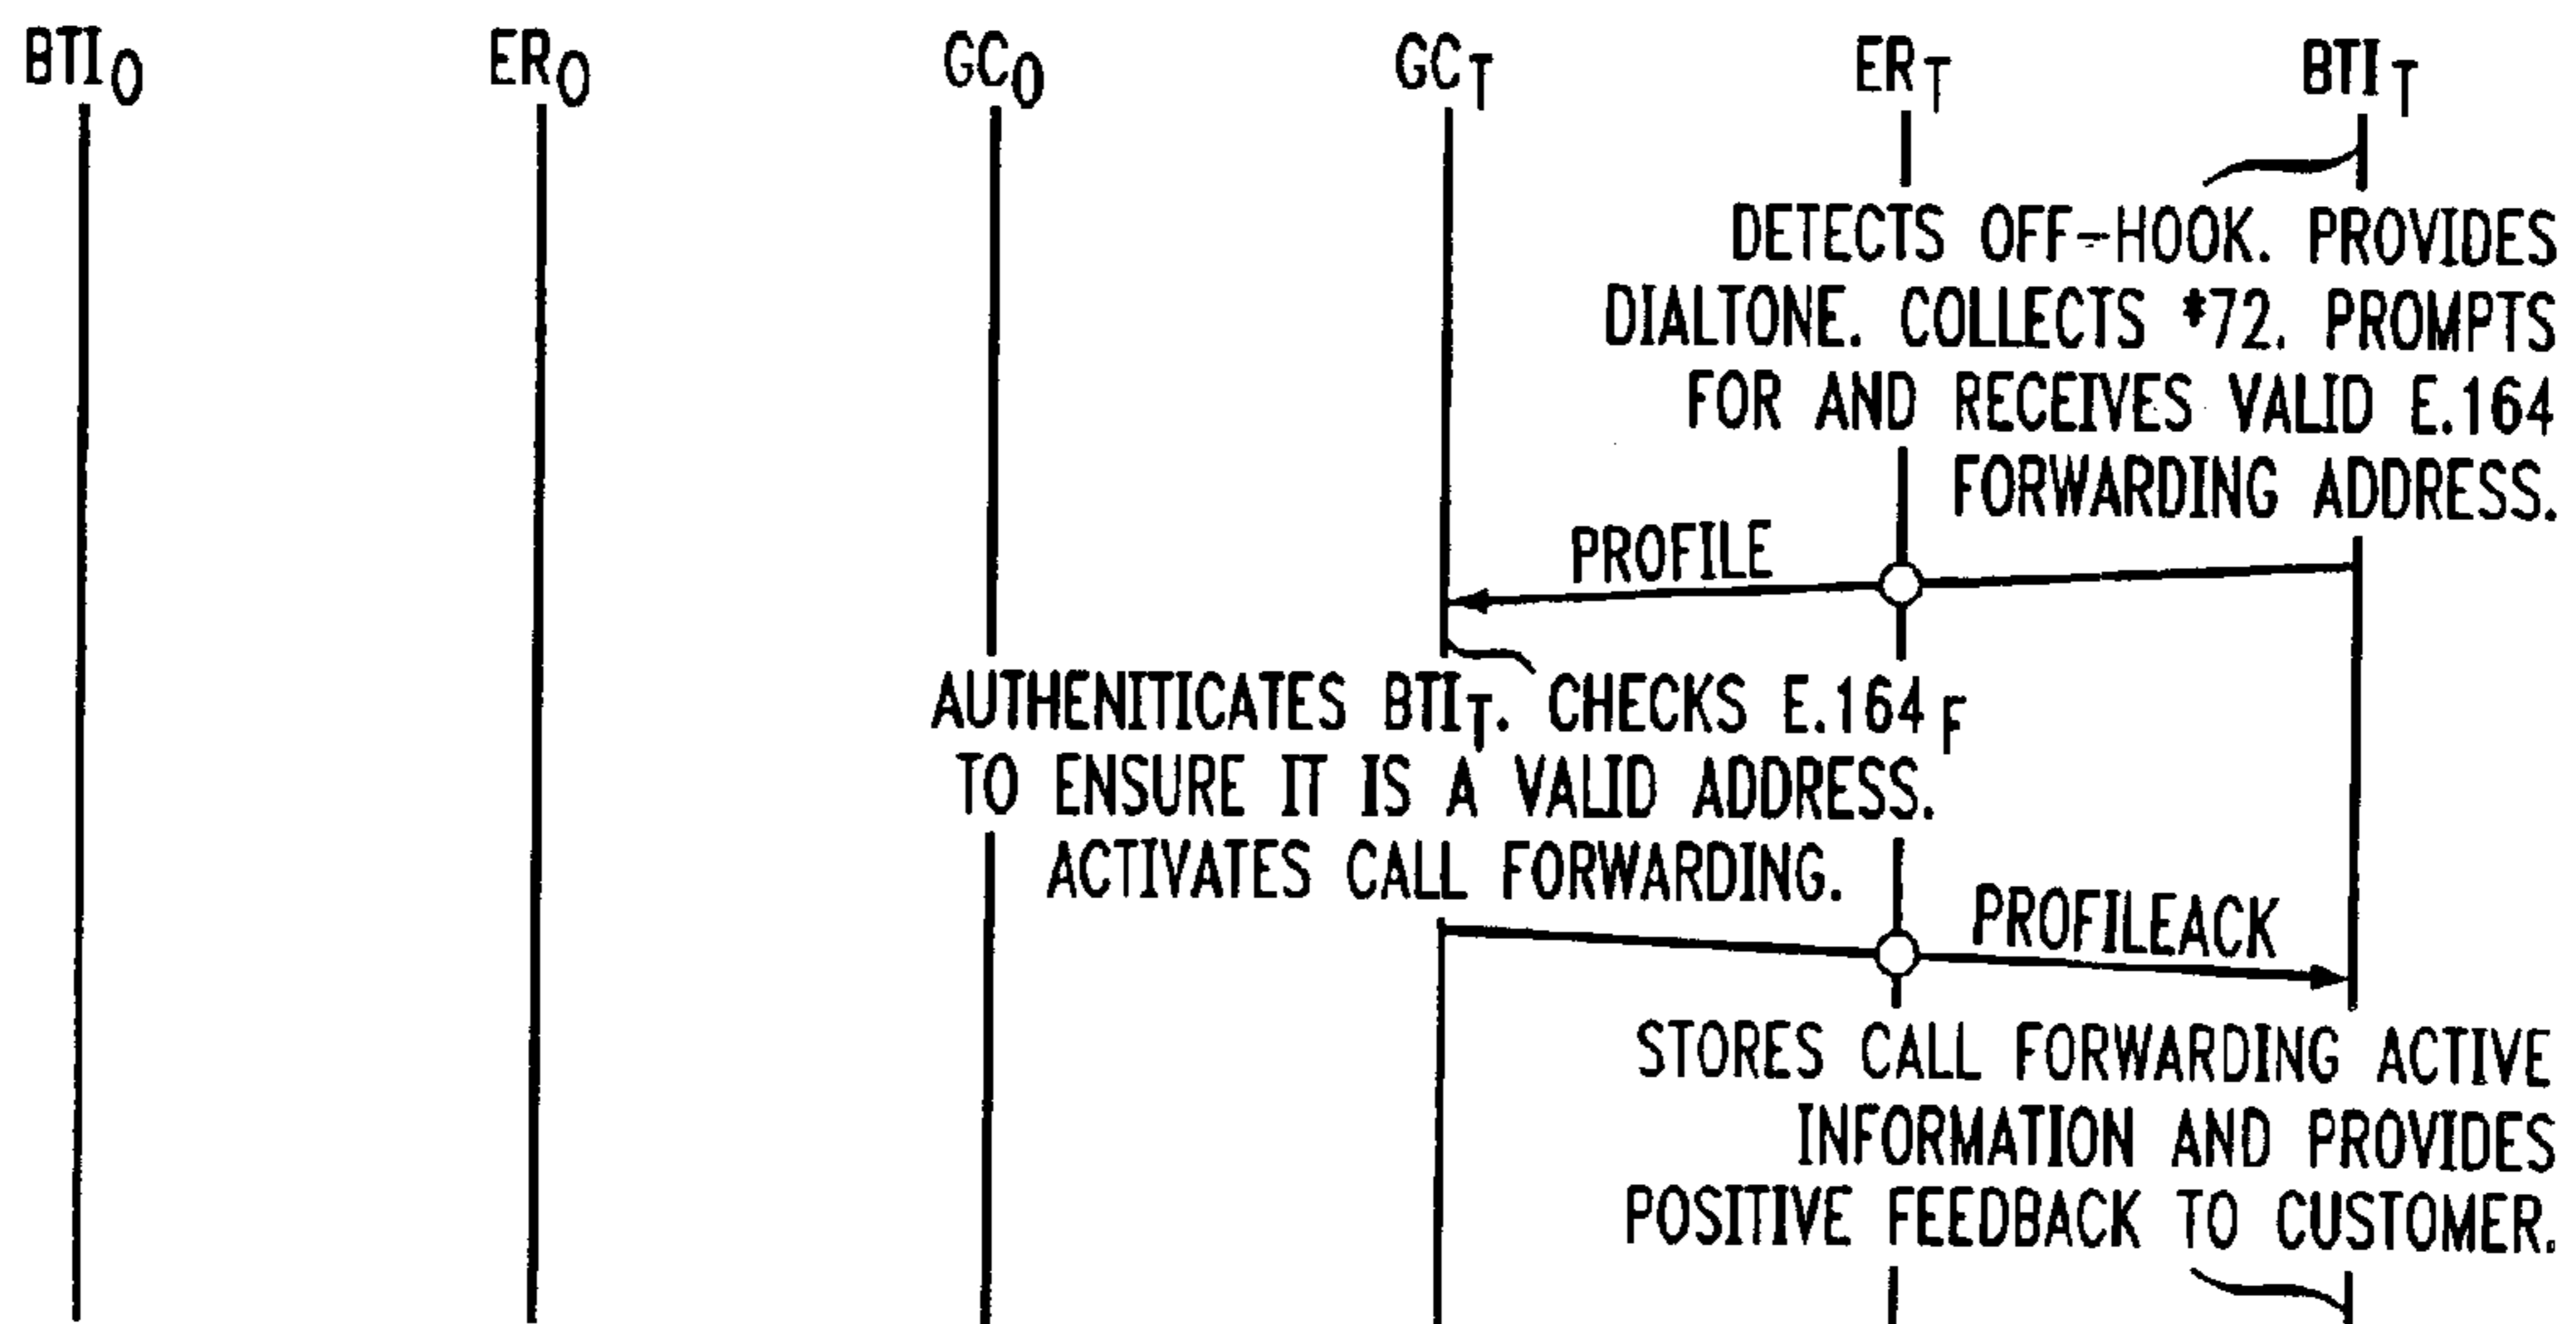 BTIO ERO GCO GCT ERT BTIT
DETECTS OFF-HOOK. PROVIDES
DIALTONE. COLLECTS *72. PROMPTS
FOR AND RECEIVES VALID E.164
FORWARDING ADDRESS.
PROFILE
AUTHENITICATES BTIT. CHECKS E.164F
TO ENSURE IT IS A VALID ADDRESS.
ACTIVATES CALL FORWARDING.
PROFILEACK
STORES CALL FORWARDING ACTIVE
INFORMATION AND PROVIDES
POSITIVE FEEDBACK TO CUSTOMER.